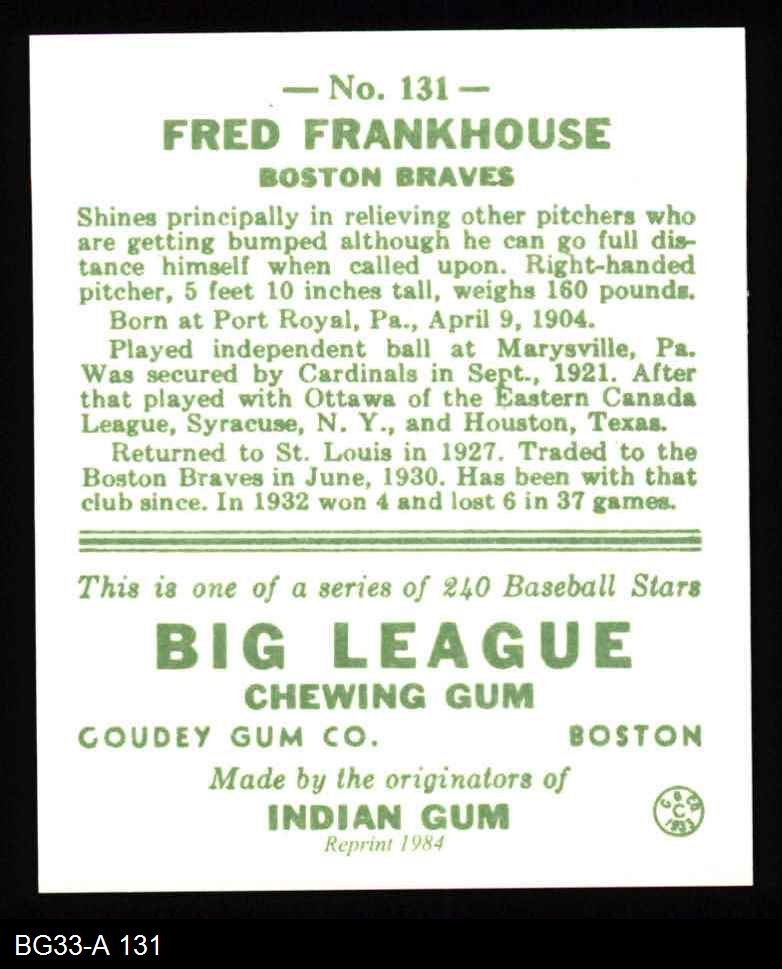 — No. 131 —
FRED FRANKHOUSE
BOSTON BRAVES
Shines principally in relieving other pitchers who
are getting bumped although he can go full dis-
tance himself when called upon. Right-handed
pitcher, 5 feet 10 inches tall, weighs 160 pounds.
Born at Port Royal, Pa., April 9, 1904.
Played independent ball at Marysville, Pa.
Was secured by Cardinals in Sept., 1921. After
that played with Ottawa of the Eastern Canada
League, Syracuse, N. Y., and Houston, Texas.
Returned to St. Louis in 1927. Traded to the
Boston Braves in June, 1930. Has been with that
club since. In 1932 won 4 and lost 6 in 37 games.
This is one of a series of 240 Baseball Stars
BIG LEAGUE
CHEWING GUM
GOUDEY GUM CO. BOSTON
Made by the originators of
INDIAN GUM
Reprint 1984
C
1933
BG33-A 131